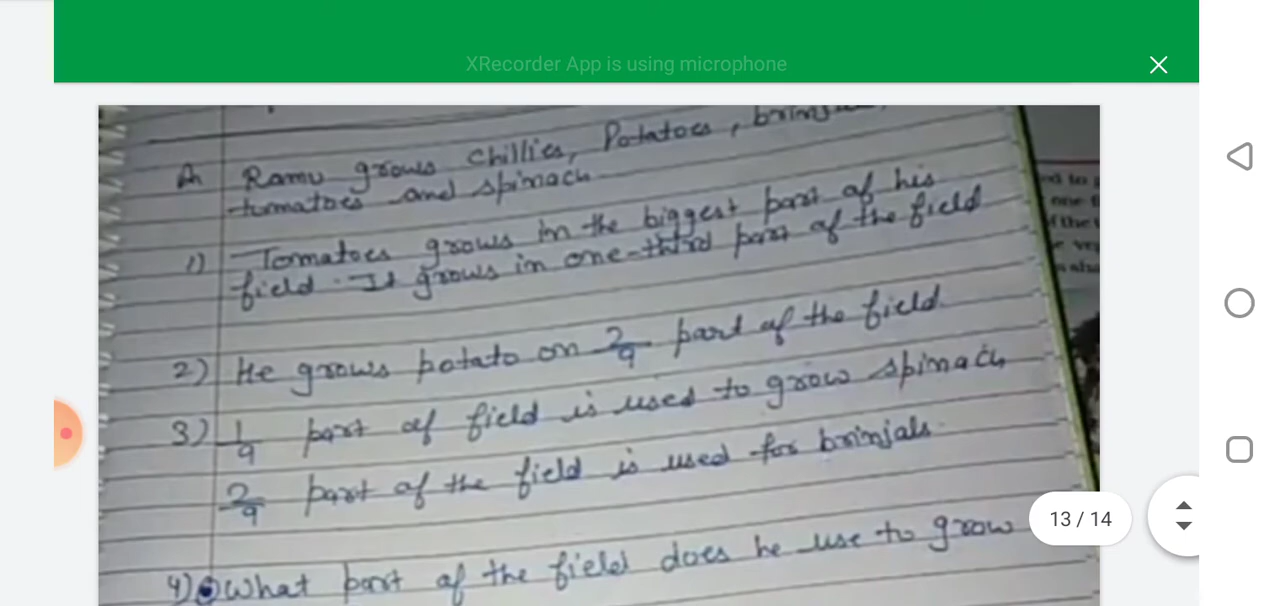 XRecorder App is using microphone
A Ramu grows chillies, Potatoes, brinj
tumatoes and spinach
1) Tomatoes grows in the biggest part of his
field. It grows in one-third part of the field
2) He grows potato on 2/9 part of the field.
3) 1/9 part of field is used to grow spinach
2/9 part of the field is used for brinjals.
4) What part of the field does he use to grow
13 / 14